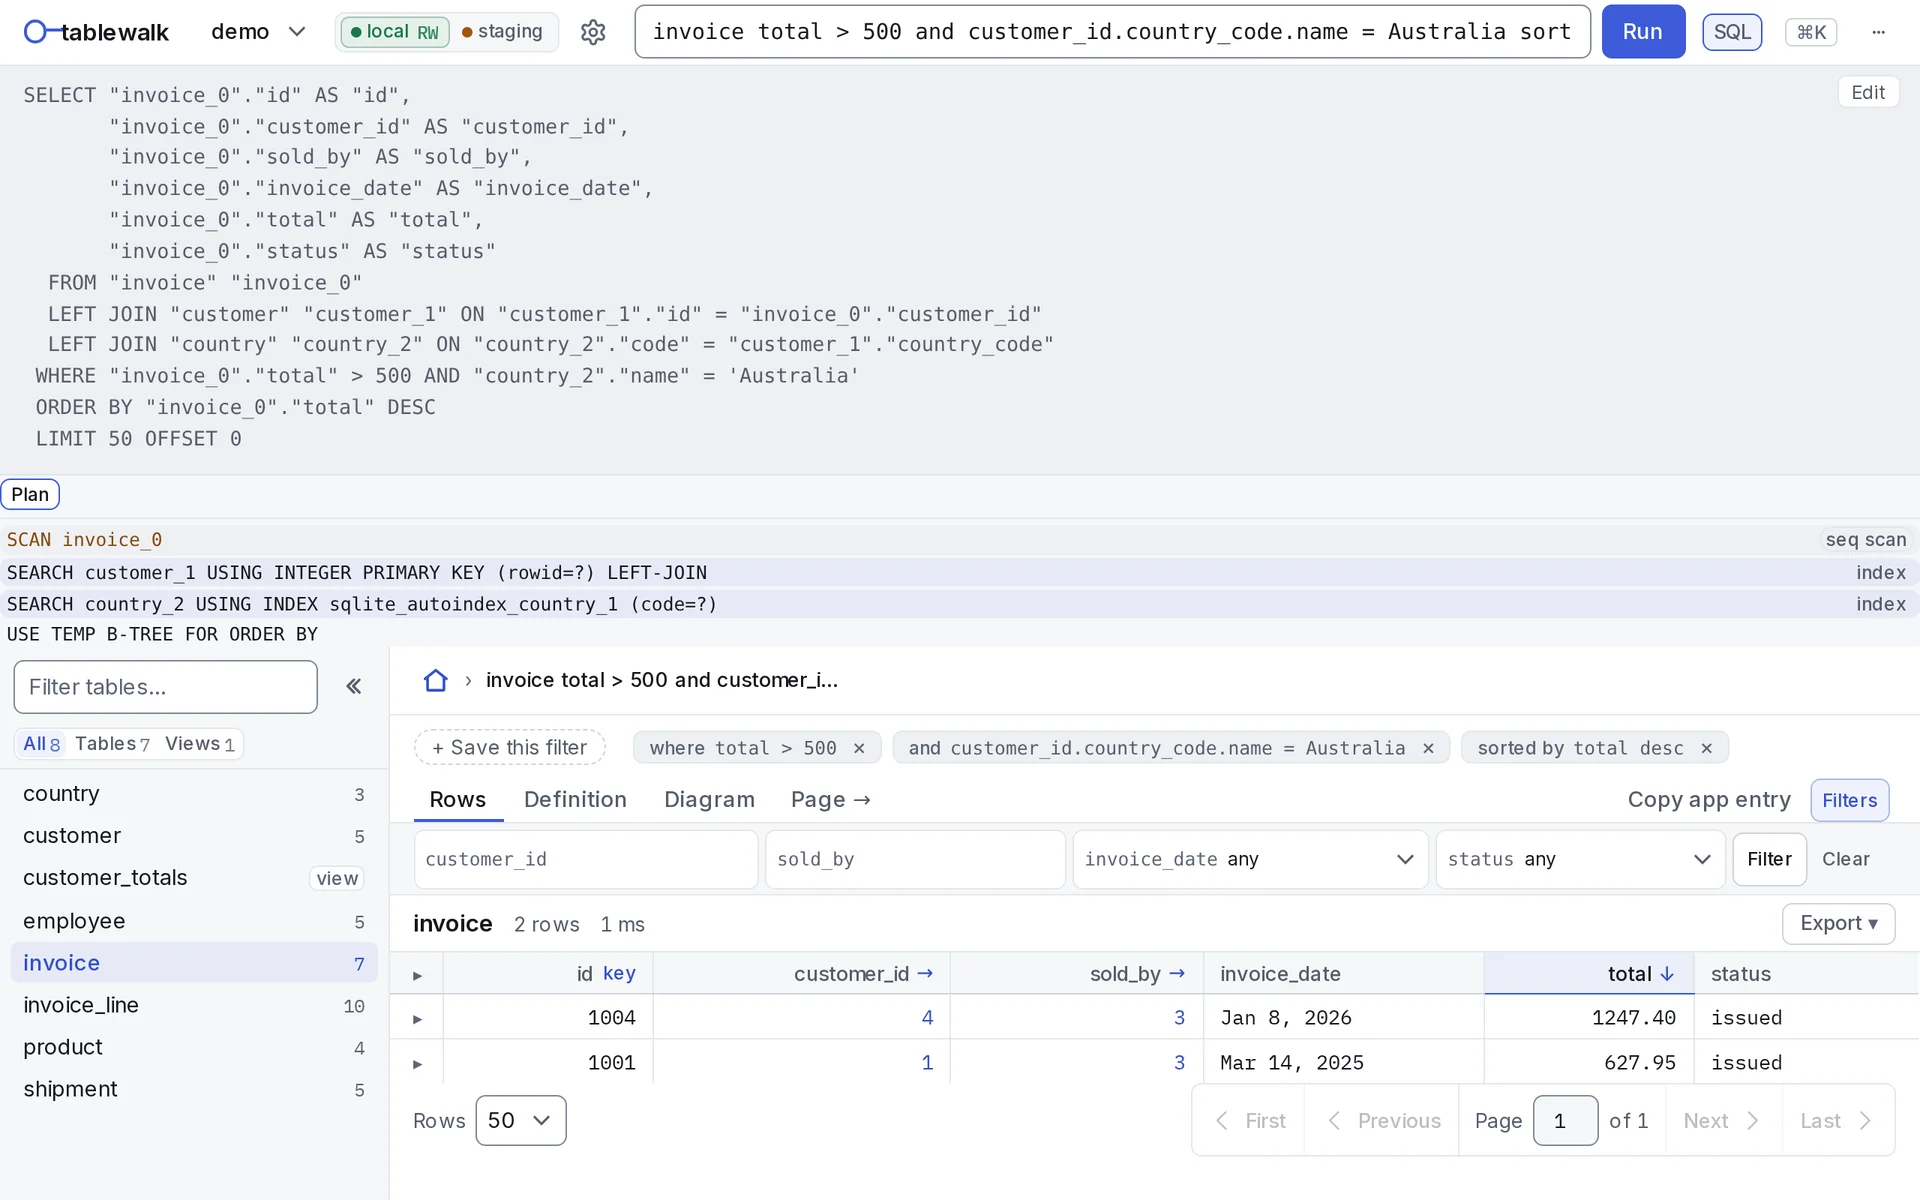 tablewalk demo local RW staging invoice total > 500 and customer_id.country_code.name = Australia sort Run SQL ⌘K ···
SELECT "invoice_0"."id" AS "id", Edit
"invoice_0"."customer_id" AS "customer_id",
"invoice_0"."sold_by" AS "sold_by",
"invoice_0"."invoice_date" AS "invoice_date",
"invoice_0"."total" AS "total",
"invoice_0"."status" AS "status"
FROM "invoice" "invoice_0"
LEFT JOIN "customer" "customer_1" ON "customer_1"."id" = "invoice_0"."customer_id"
LEFT JOIN "country" "country_2" ON "country_2"."code" = "customer_1"."country_code"
WHERE "invoice_0"."total" > 500 AND "country_2"."name" = 'Australia'
ORDER BY "invoice_0"."total" DESC
LIMIT 50 OFFSET 0
Plan
SCAN invoice_0 seq scan
SEARCH customer_1 USING INTEGER PRIMARY KEY (rowid=?) LEFT-JOIN index
SEARCH country_2 USING INDEX sqlite_autoindex_country_1 (code=?) index
USE TEMP B-TREE FOR ORDER BY
Filter tables... «
All 8 Tables 7 Views 1
country 3
customer 5
customer_totals view
employee 5
invoice 7
invoice_line 10
product 4
shipment 5
› invoice total > 500 and customer_i...
+ Save this filter where total > 500 × and customer_id.country_code.name = Australia × sorted by total desc ×
Rows Definition Diagram Page → Copy app entry Filters
customer_id sold_by invoice_date any status any Filter Clear
invoice 2 rows 1 ms Export ▾
▸ id key customer_id → sold_by → invoice_date total ↓ status
▸ 1004 4 3 Jan 8, 2026 1247.40 issued
▸ 1001 1 3 Mar 14, 2025 627.95 issued
Rows 50 First Previous Page 1 of 1 Next Last